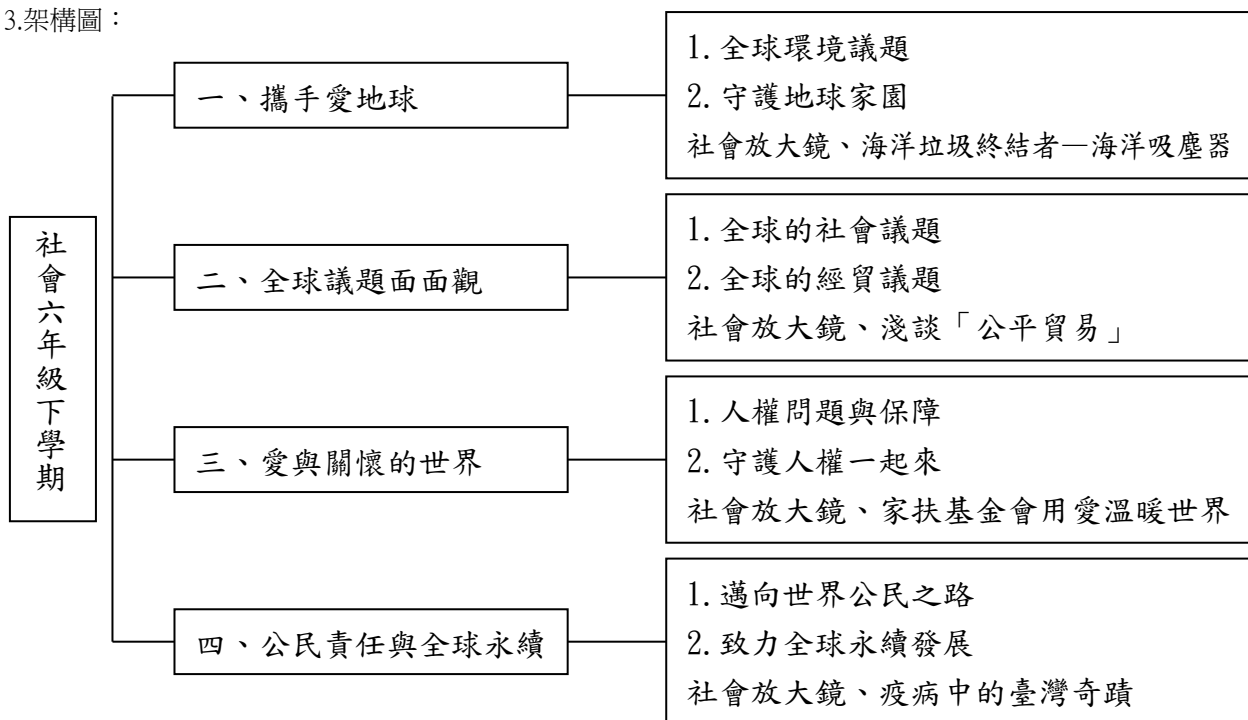 3.架構圖：
社會六年級下學期
一、攜手愛地球
1.全球環境議題
2.守護地球家園
社會放大鏡、海洋垃圾終結者—海洋吸塵器
二、全球議題面面觀
1.全球的社會議題
2.全球的經貿議題
社會放大鏡、淺談「公平貿易」
三、愛與關懷的世界
1.人權問題與保障
2.守護人權一起來
社會放大鏡、家扶基金會用愛溫暖世界
四、公民責任與全球永續
1.邁向世界公民之路
2.致力全球永續發展
社會放大鏡、疫病中的臺灣奇蹟